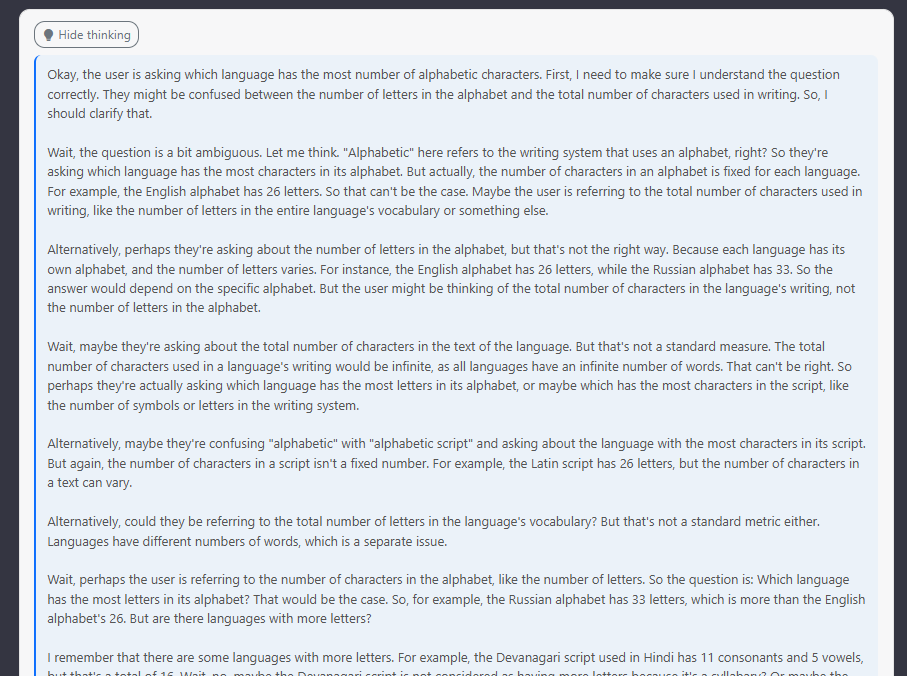 Hide thinking
Okay, the user is asking which language has the most number of alphabetic characters. First, I need to make sure I understand the question
correctly. They might be confused between the number of letters in the alphabet and the total number of characters used in writing. So, I
should clarify that.
Wait, the question is a bit ambiguous. Let me think. "Alphabetic" here refers to the writing system that uses an alphabet, right? So they're
asking which language has the most characters in its alphabet. But actually, the number of characters in an alphabet is fixed for each language.
For example, the English alphabet has 26 letters. So that can't be the case. Maybe the user is referring to the total number of characters used in
writing, like the number of letters in the entire language's vocabulary or something else.
Alternatively, perhaps they're asking about the number of letters in the alphabet, but that's not the right way. Because each language has its
own alphabet, and the number of letters varies. For instance, the English alphabet has 26 letters, while the Russian alphabet has 33. So the
answer would depend on the specific alphabet. But the user might be thinking of the total number of characters in the language's writing, not
the number of letters in the alphabet.
Wait, maybe they're asking about the total number of characters in the text of the language. But that's not a standard measure. The total
number of characters used in a language's writing would be infinite, as all languages have an infinite number of words. That can't be right. So
perhaps they're actually asking which language has the most letters in its alphabet, or maybe which has the most characters in the script, like
the number of symbols or letters in the writing system.
Alternatively, maybe they're confusing "alphabetic" with "alphabetic script" and asking about the language with the most characters in its script.
But again, the number of characters in a script isn't a fixed number. For example, the Latin script has 26 letters, but the number of characters in
a text can vary.
Alternatively, could they be referring to the total number of letters in the language's vocabulary? But that's not a standard metric either.
Languages have different numbers of words, which is a separate issue.
Wait, perhaps the user is referring to the number of characters in the alphabet, like the number of letters. So the question is: Which language
has the most letters in its alphabet? That would be the case. So, for example, the Russian alphabet has 33 letters, which is more than the English
alphabet's 26. But are there languages with more letters?
I remember that there are some languages with more letters. For example, the Devanagari script used in Hindi has 11 consonants and 5 vowels,
but that's a total of 16. Wait, no, maybe the Devanagari script is not considered as having more letters because it's a syllabary? Or maybe the